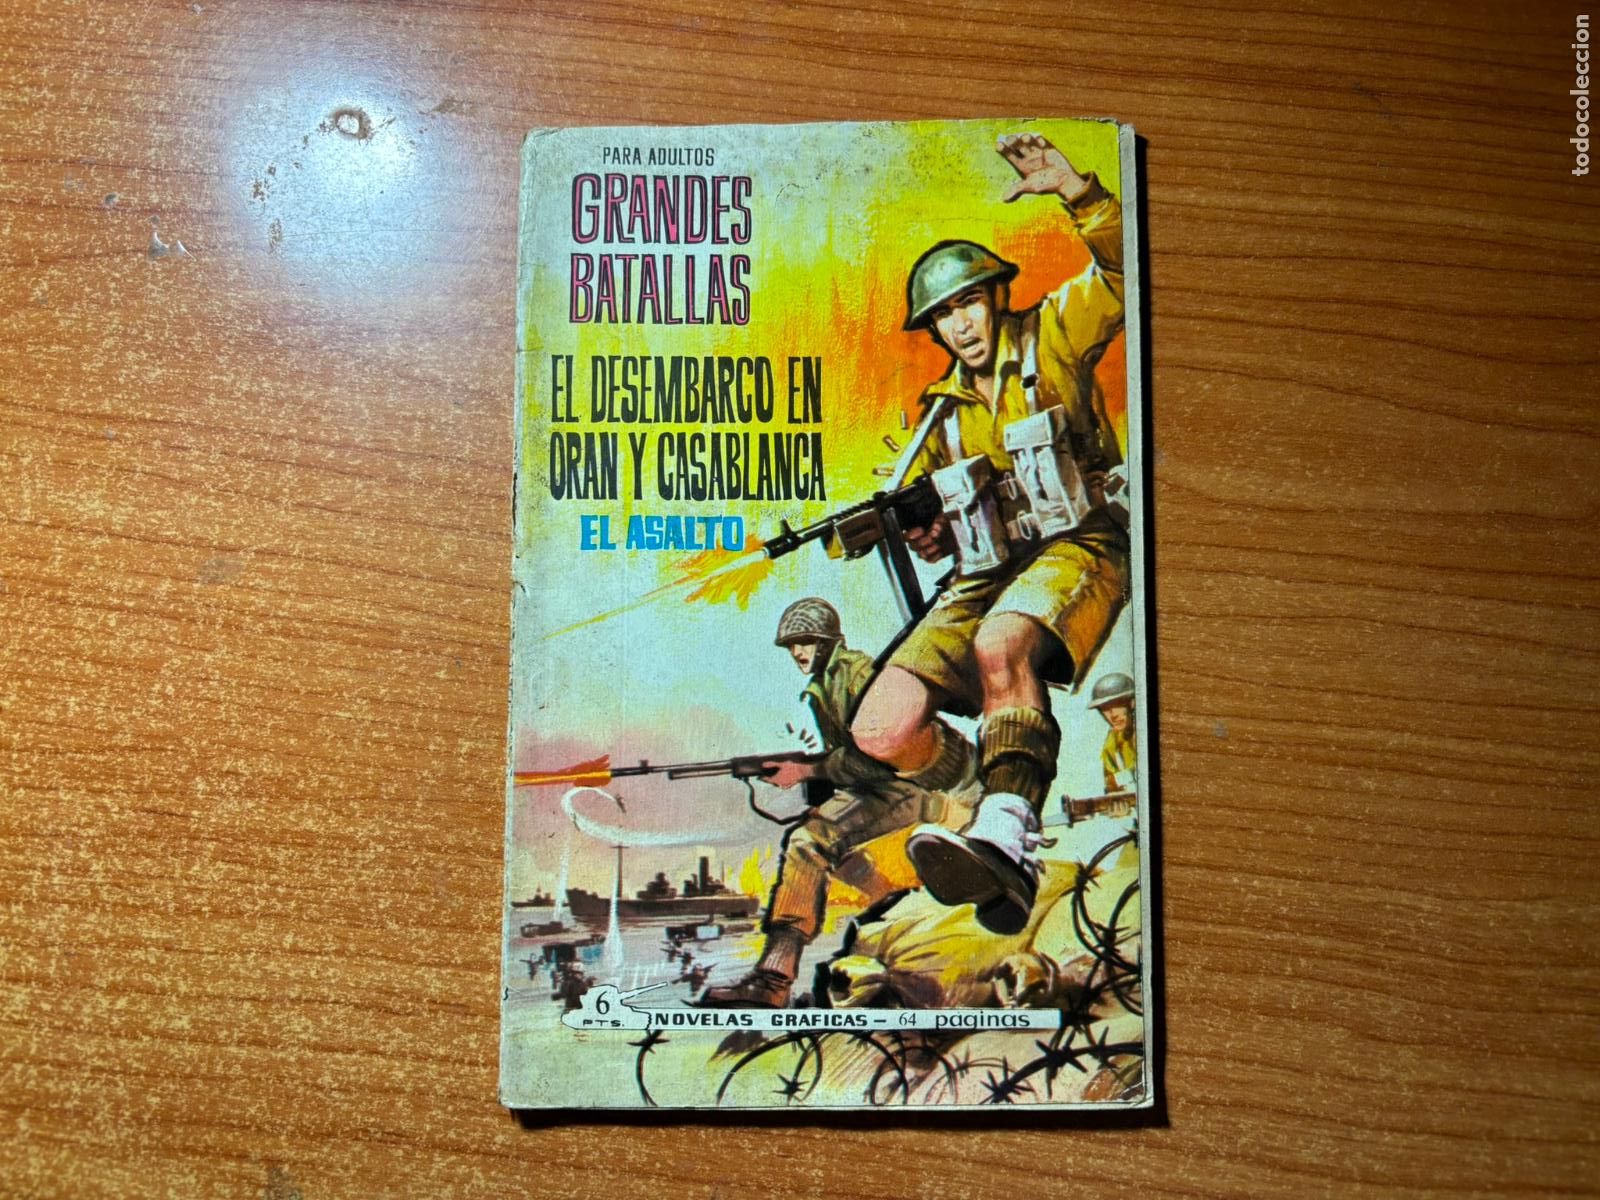 PARA ADULTOS
GRANDES
BATALLAS
EL DESEMBARCO EN
ORAN Y CASABLANCA
EL ASALTO
6
PTS.
NOVELAS GRAFICAS - 64 paginas
todocoleccion